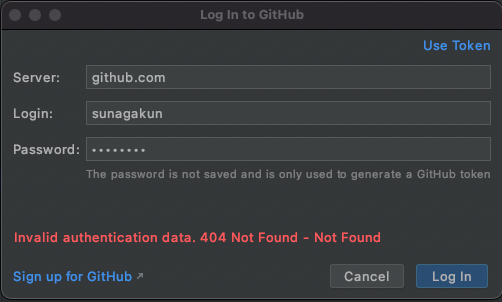 Log In to GitHub
Use Token
Server: github.com
Login: sunagakun
Password: ••••••••
The password is not saved and is only used to generate a GitHub token
Invalid authentication data. 404 Not Found - Not Found
Sign up for GitHub ↗ Cancel Log In